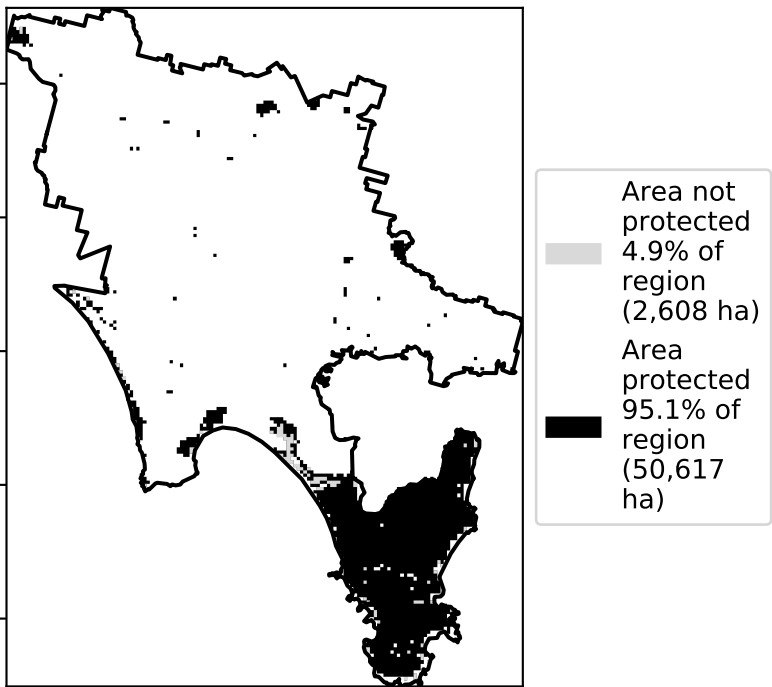 Area not
protected
4.9% of
region
(2,608 ha)
Area
protected
95.1% of
region
(50,617
ha)